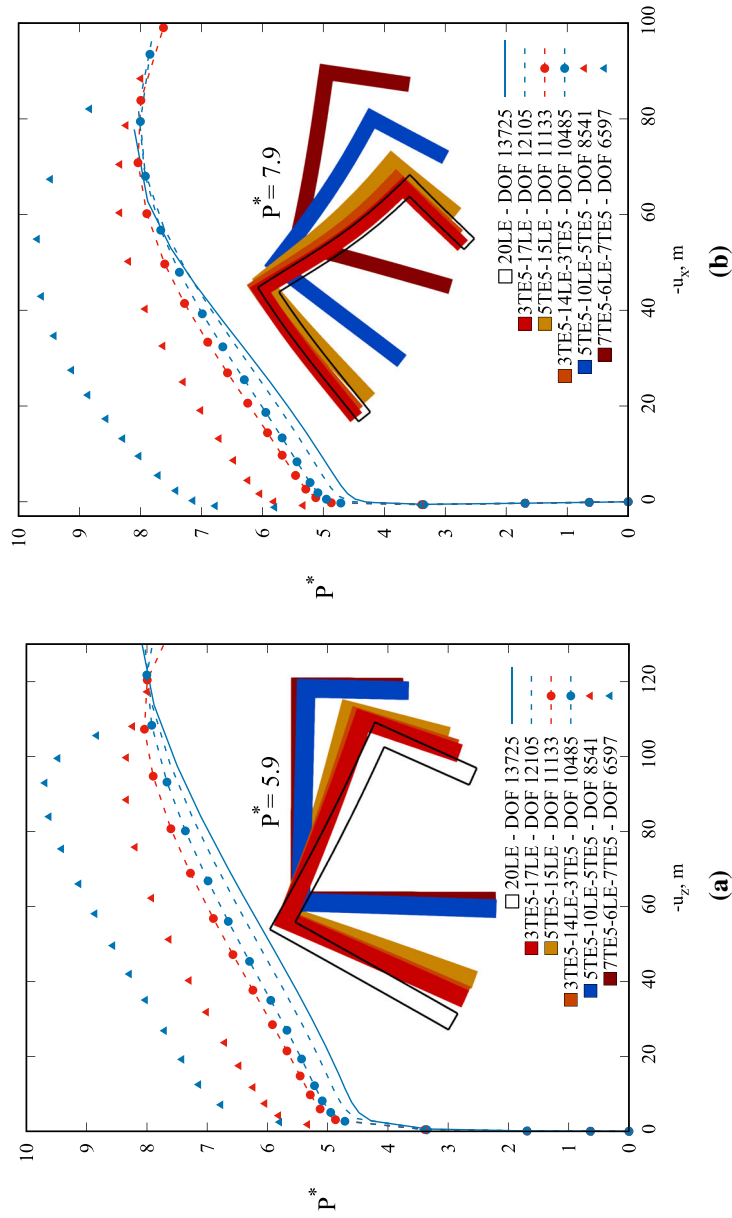 10
9
8
7
6
5
4
3
2
1
0
P*
0
20
40
60
80
100
120
-uz, m
P* = 5.9
20LE - DOF 13725
3TE5-17LE - DOF 12105
5TE5-15LE - DOF 11133
3TE5-14LE-3TE5 - DOF 10485
5TE5-10LE-5TE5 - DOF 8541
7TE5-6LE-7TE5 - DOF 6597
(a)
10
9
8
7
6
5
4
3
2
1
0
P*
0
20
40
60
80
100
-ux, m
P* = 7.9
20LE - DOF 13725
3TE5-17LE - DOF 12105
5TE5-15LE - DOF 11133
3TE5-14LE-3TE5 - DOF 10485
5TE5-10LE-5TE5 - DOF 8541
7TE5-6LE-7TE5 - DOF 6597
(b)